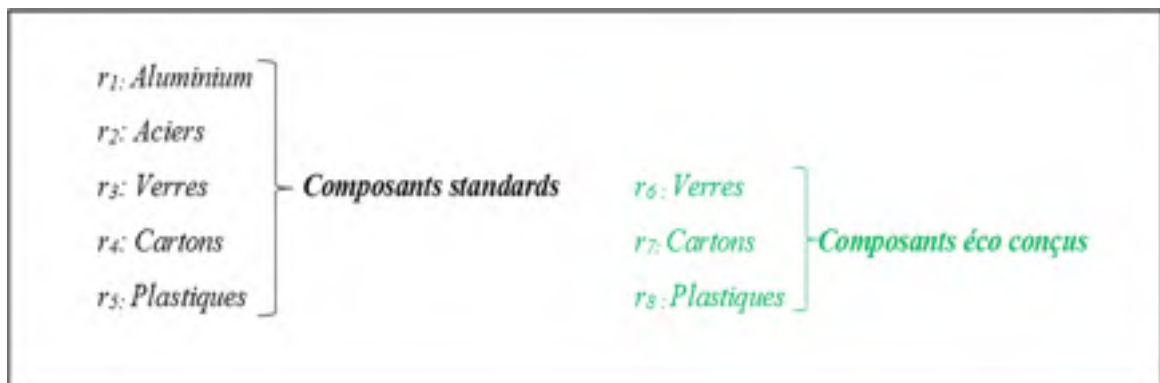 r1: Aluminium
r2: Aciers
r3: Verres
r4: Cartons
r5: Plastiques
Composants standards
r6: Verres
r7: Cartons
r8: Plastiques
Composants éco conçus